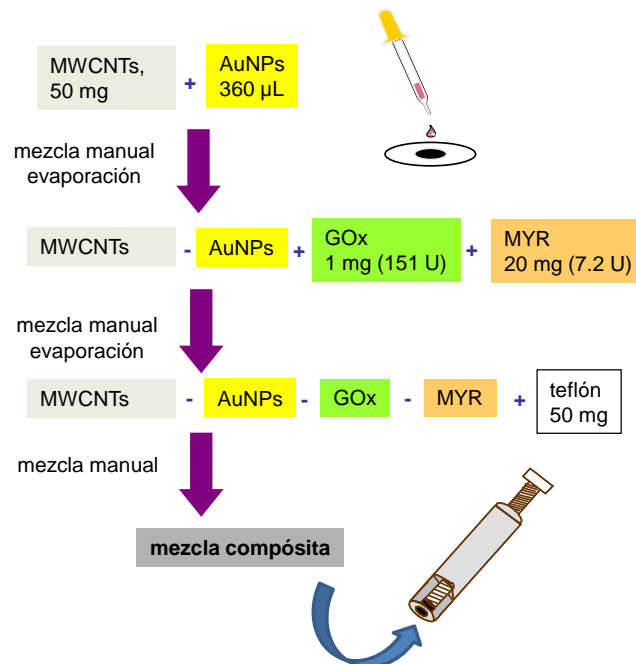 MWCNTs, + AuNPs
50 mg 360 µL
mezcla manual
evaporación
MWCNTs - AuNPs + GOx + MYR
1 mg (151 U) 20 mg (7.2 U)
mezcla manual
evaporación
MWCNTs - AuNPs - GOx - MYR + teflón
50 mg
mezcla manual
mezcla compósita